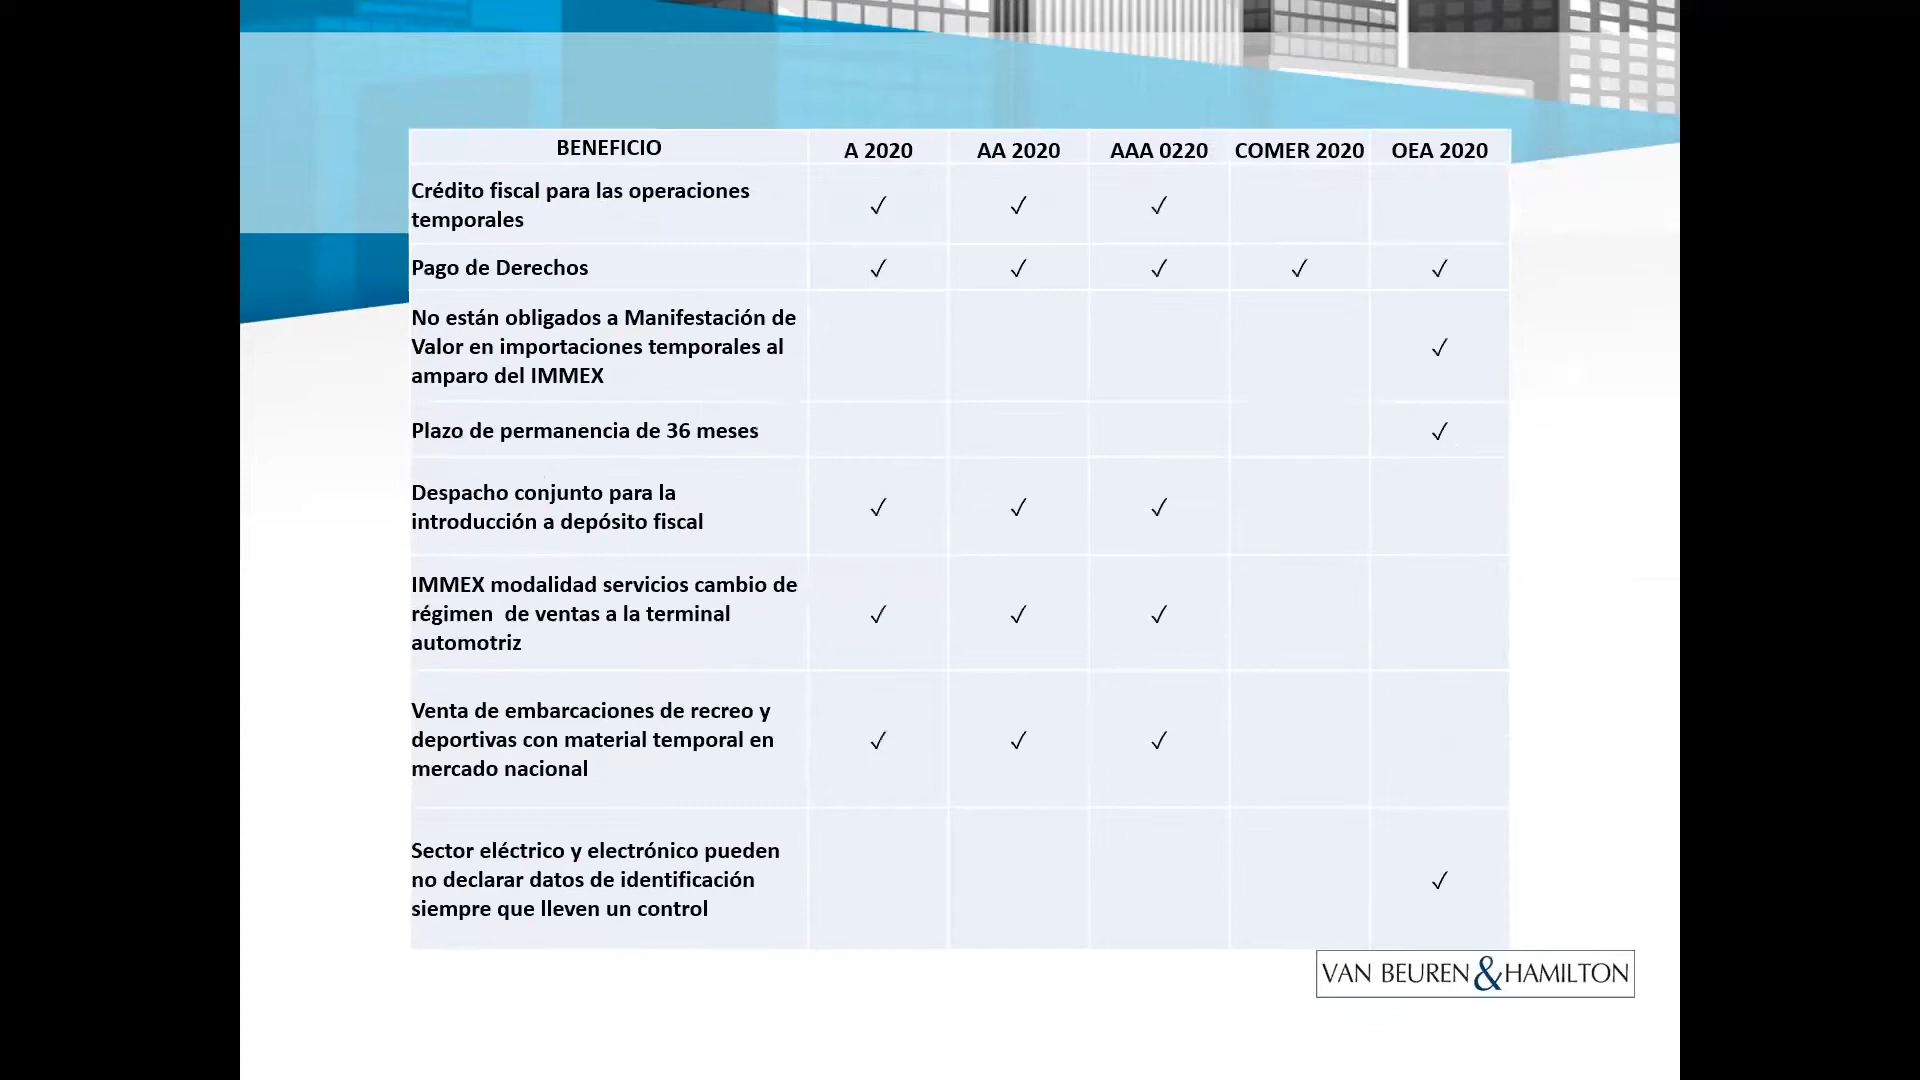 BENEFICIO A 2020 AA 2020 AAA 0220 COMER 2020 OEA 2020
Crédito fiscal para las operaciones
temporales ✓ ✓ ✓
Pago de Derechos ✓ ✓ ✓ ✓ ✓
No están obligados a Manifestación de
Valor en importaciones temporales al ✓
amparo del IMMEX
Plazo de permanencia de 36 meses ✓
Despacho conjunto para la
introducción a depósito fiscal ✓ ✓ ✓
IMMEX modalidad servicios cambio de
régimen de ventas a la terminal ✓ ✓ ✓
automotriz
Venta de embarcaciones de recreo y
deportivas con material temporal en ✓ ✓ ✓
mercado nacional
Sector eléctrico y electrónico pueden
no declarar datos de identificación ✓
siempre que lleven un control
VAN BEUREN & HAMILTON